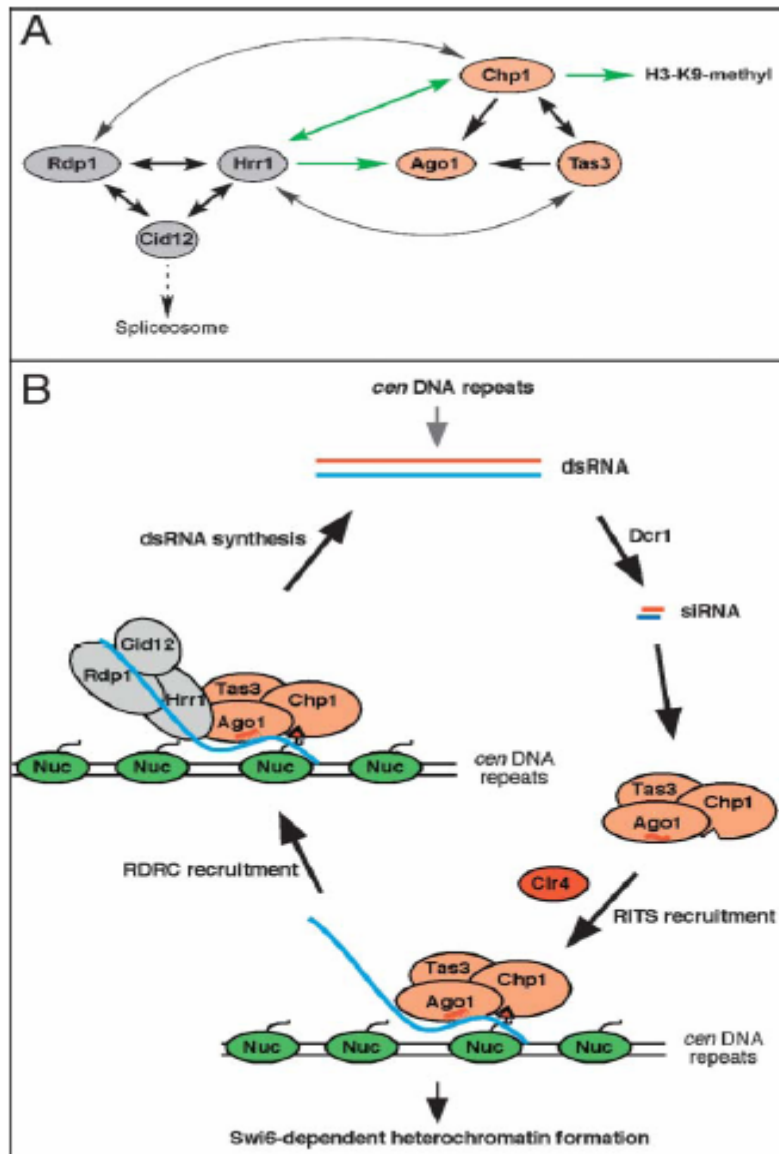 A
Chp1
H3-K9-methyl
Rdp1
Hrr1
Ago1
Tas3
Cid12
Spliceosome
B
cen DNA repeats
dsRNA
dsRNA synthesis
Dcr1
siRNA
Cid12
Rdp1
Hrr1
Tas3
Chp1
Ago1
Nuc
Nuc
Nuc
Nuc
cen DNA
repeats
Tas3
Chp1
Ago1
RDRC recruitment
Clr4
RITS recruitment
Tas3
Chp1
Ago1
Nuc
Nuc
Nuc
Nuc
cen DNA
repeats
Swi6-dependent heterochromatin formation